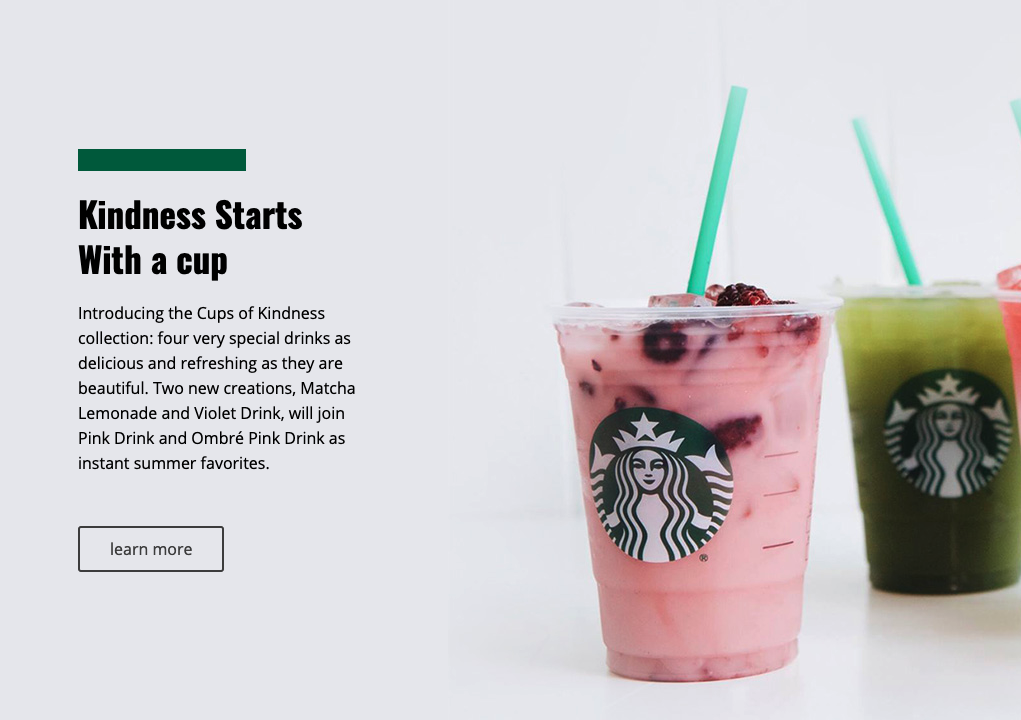 Kindness Starts
With a cup
Introducing the Cups of Kindness
collection: four very special drinks as
delicious and refreshing as they are
beautiful. Two new creations, Matcha
Lemonade and Violet Drink, will join
Pink Drink and Ombré Pink Drink as
instant summer favorites.
learn more
®